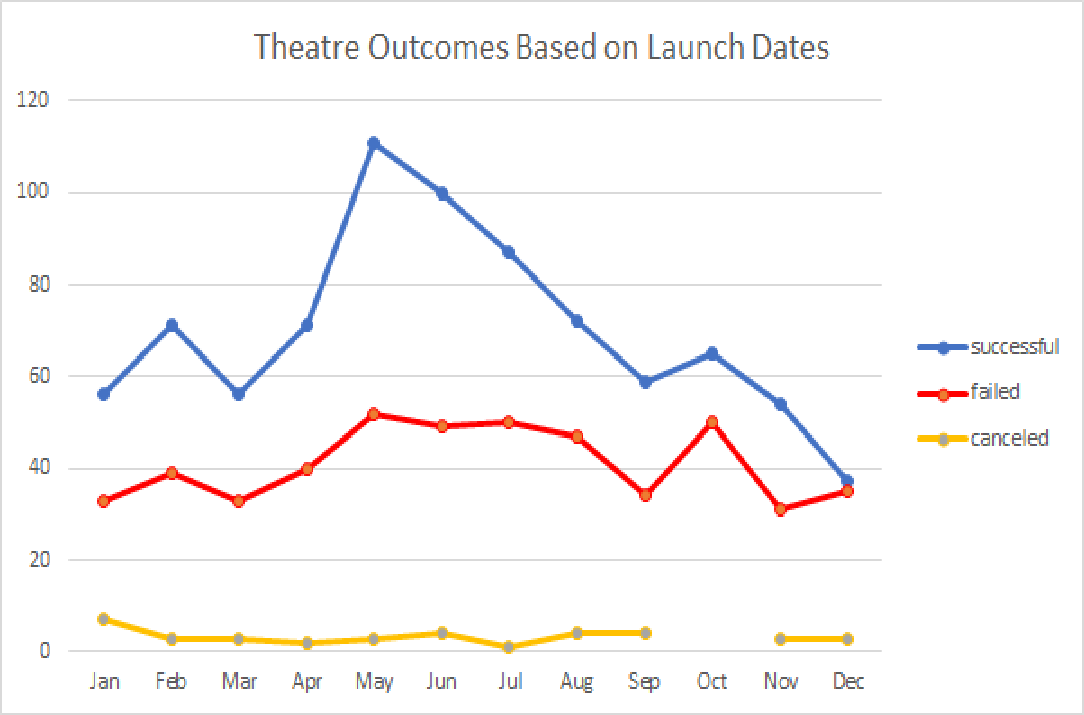 Theatre Outcomes Based on Launch Dates
120
100
80
60
40
20
0
Jan Feb Mar Apr May Jun Jul Aug Sep Oct Nov Dec
successful
failed
canceled